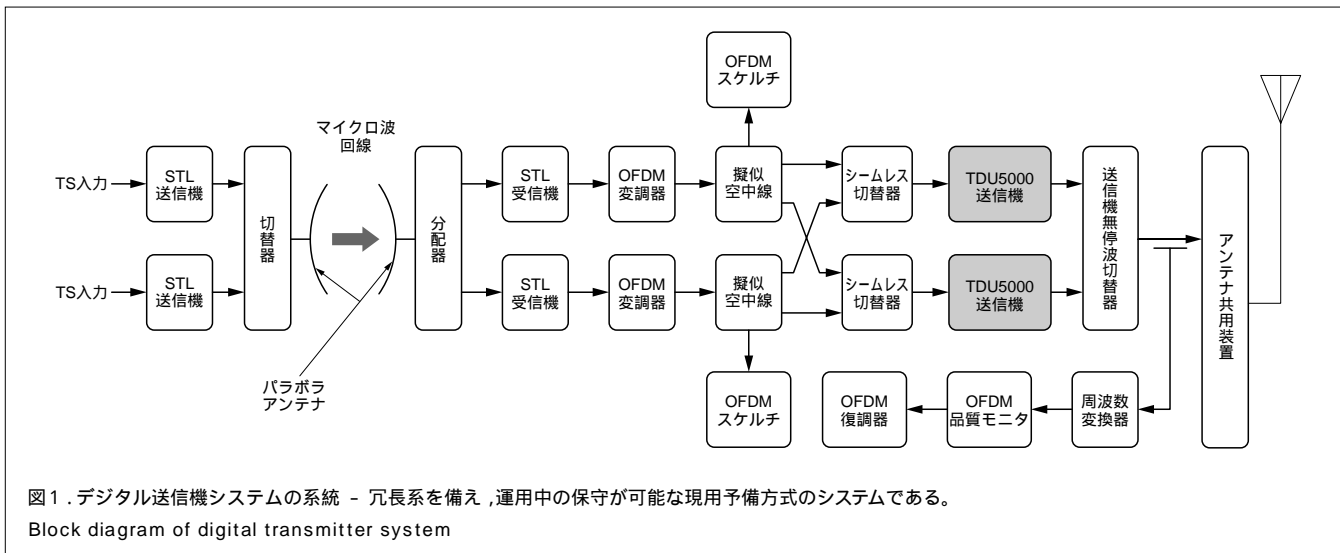 OFDM
スケルチ
マイクロ波
回線
TS入力
STL
送信機
切替器
分配器
STL
受信機
OFDM
変調器
擬似
空中線
シームレス
切替器
TDU5000
送信機
送信機無停波切替器
アンテナ共用装置
TS入力
STL
送信機
STL
受信機
OFDM
変調器
擬似
空中線
シームレス
切替器
TDU5000
送信機
パラボラ
アンテナ
OFDM
スケルチ
OFDM
復調器
OFDM
品質モニタ
周波数
変換器
図1.デジタル送信機システムの系統 - 冗長系を備え,運用中の保守が可能な現用予備方式のシステムである。
Block diagram of digital transmitter system